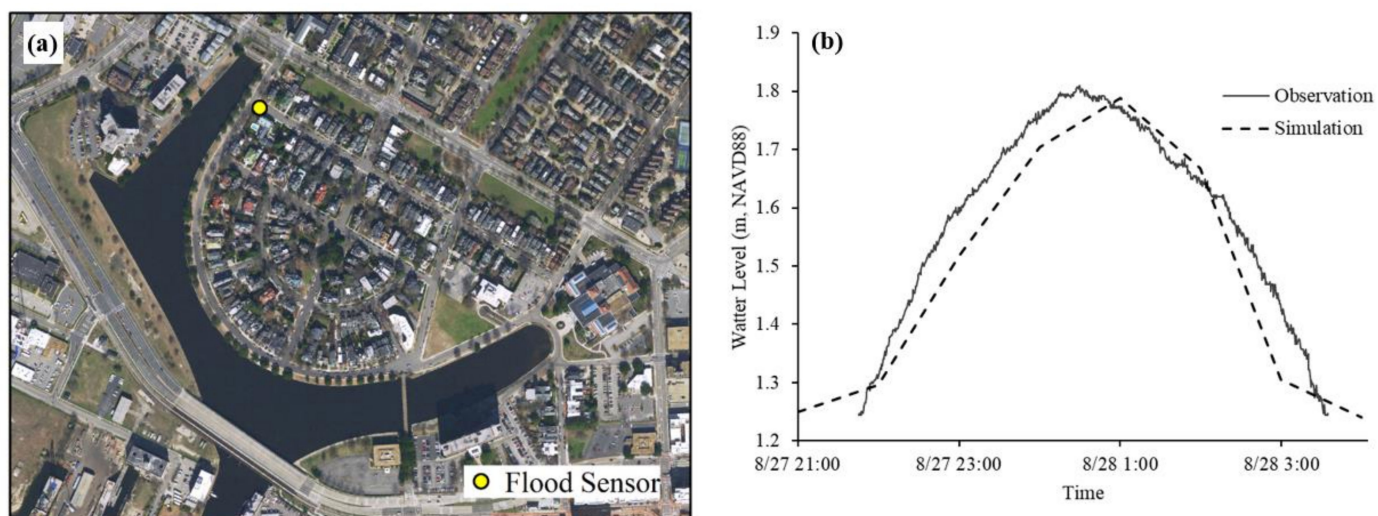 (a)
Flood Sensor
(b)
Watter Level (m, NAVD88)
1.9
1.8
1.7
1.6
1.5
1.4
1.3
1.2
8/27 21:00
8/27 23:00
8/28 1:00
8/28 3:00
Time
Observation
Simulation